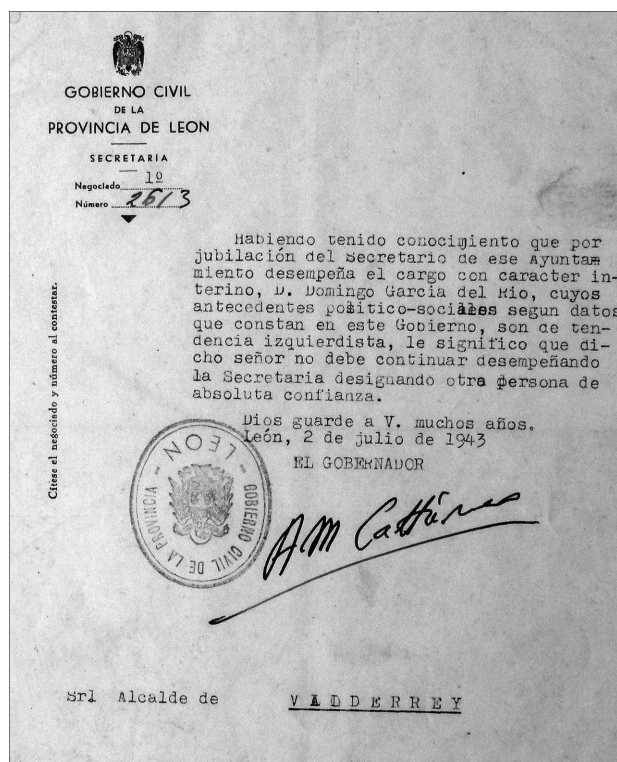 GOBIERNO CIVIL
DE LA
PROVINCIA DE LEON
SECRETARIA
Negociado 1º
Número 2613
Cítese el negociado y número al contestar.
Habiendo tenido conocimiento que por
jubilación del Secretario de ese Ayuntam
miento desempeña el cargo con caracter in-
terino, D. Domingo García del Rio, cuyos
antecedentes politico-sociales segun datos
que constan en este Gobierno, son de ten-
dencia izquierdista, le significo que di-
cho señor no debe continuar desempeñando
la Secretaria designando otra persona de
absoluta confianza.
Dios guarde a V. muchos años.
León, 2 de julio de 1943
EL GOBERNADOR
GOBIERNO CIVIL DE LA PROVINCIA - LEON -
Srl Alcalde de VALDERREY